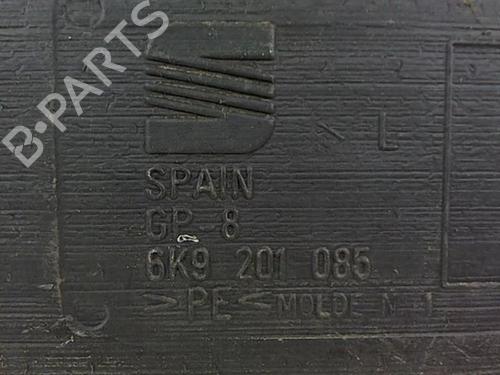 B-PARTS
L
SPAIN
GP 8
6K9 201 085
>PE< MOLDE N 1